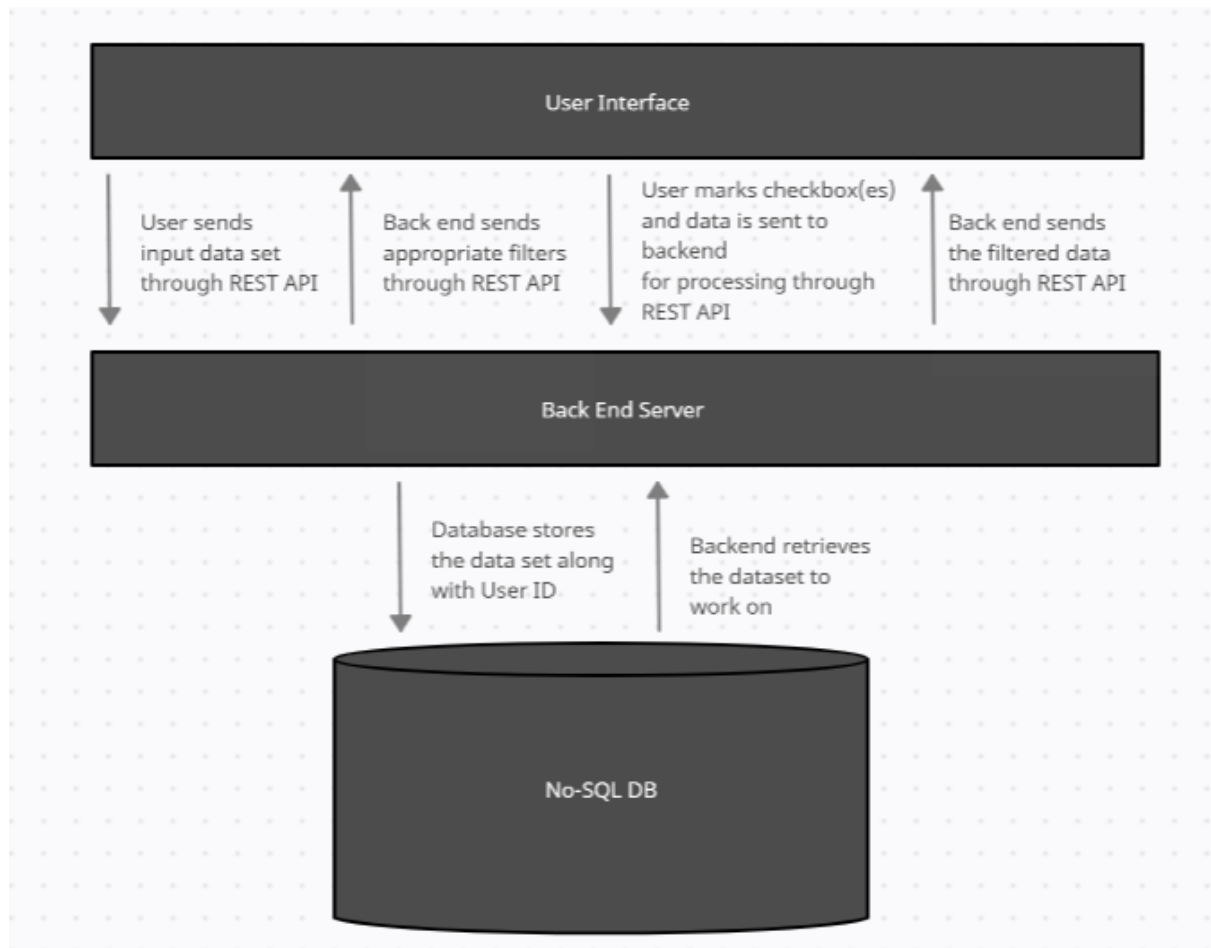 User Interface
User sends
input data set
through REST API
Back end sends
appropriate filters
through REST API
User marks checkbox(es)
and data is sent to
backend
for processing through
REST API
Back end sends
the filtered data
through REST API
Back End Server
Database stores
the data set along
with User ID
Backend retrieves
the dataset to
work on
No-SQL DB